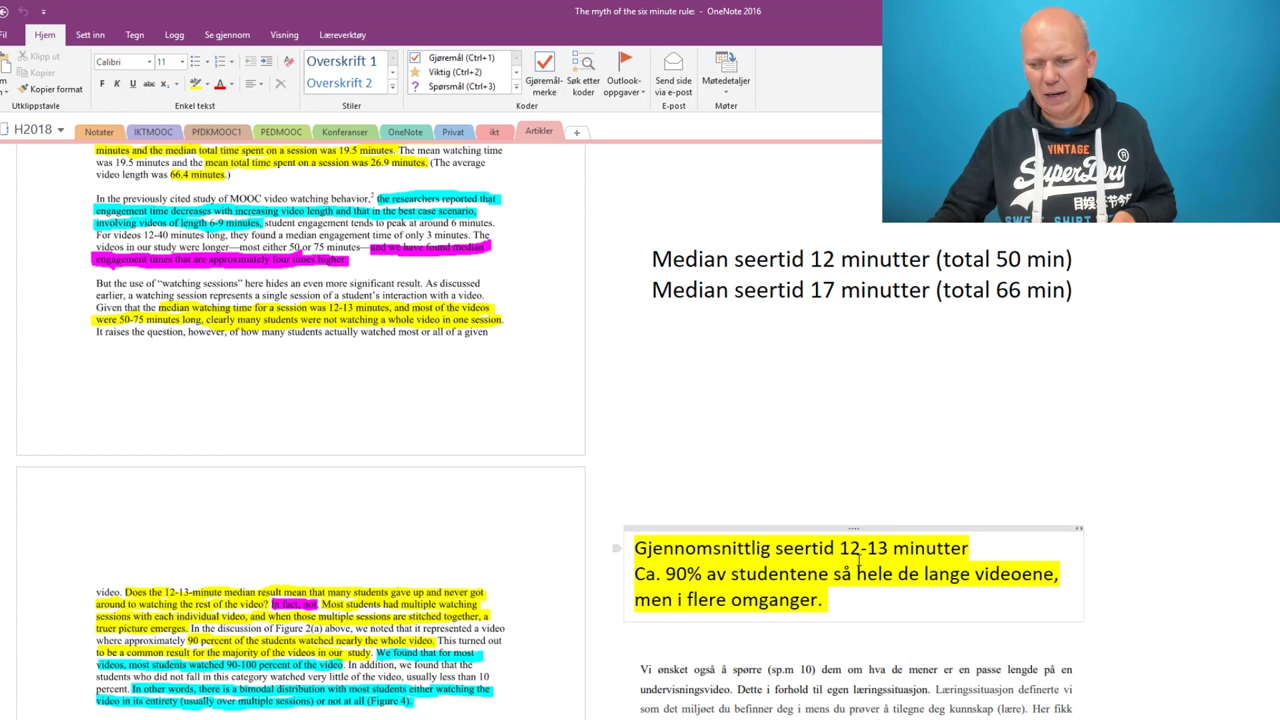 The myth of the six minute rule: - OneNote 2016
Fil
Hjem
Sett inn
Tegn
Logg
Se gjennom
Visning
Læreverktøy
Klipp ut
Kopier
Kopier format
Utklippstavle
Calibri
11
F
K
U
abc
x
A
Enkel tekst
Overskrift 1
Overskrift 2
Stiler
Gjøremål (Ctrl+1)
Viktig (Ctrl+2)
Spørsmål (Ctrl+3)
Gjøremål-
merke
Søk etter
koder
Outlook-
oppgaver
Koder
Send side
via e-post
E-post
Møtedetaljer
Møter
H2018
Notater
IKTMOOC
PfDKMOOC1
PEDMOOC
Konferanser
OneNote
Privat
ikt
Artikler
VINTAGE
SUPERDRY
®
minutes and the median total time spent on a session was 19.5 minutes. The mean watching time
was 19.5 minutes and the mean total time spent on a session was 26.9 minutes. (The average
video length was 66.4 minutes.)
In the previously cited study of MOOC video watching behavior,² the researchers reported that
engagement time decreases with increasing video length and that in the best case scenario,
involving videos of length 6-9 minutes, student engagement tends to peak at around 6 minutes.
For videos 12-40 minutes long, they found a median engagement time of only 3 minutes. The
videos in our study were longer—most either 50 or 75 minutes—and we have found median
engagement times that are approximately four times higher.
But the use of “watching sessions” here hides an even more significant result. As discussed
earlier, a watching session represents a single session of a student’s interaction with a video.
Given that the median watching time for a session was 12-13 minutes, and most of the videos
were 50-75 minutes long, clearly many students were not watching a whole video in one session.
It raises the question, however, of how many students actually watched most or all of a given
Median seertid 12 minutter (total 50 min)
Median seertid 17 minutter (total 66 min)
Gjennomsnittlig seertid 12-13 minutter
Ca. 90% av studentene så hele de lange videoene,
men i flere omganger.
video. Does the 12-13-minute median result mean that many students gave up and never got
around to watching the rest of the video? In fact, not. Most students had multiple watching
sessions with each individual video, and when those multiple sessions are stitched together, a
truer picture emerges. In the discussion of Figure 2(a) above, we noted that it represented a video
where approximately 90 percent of the students watched nearly the whole video. This turned out
to be a common result for the majority of the videos in our study. We found that for most
videos, most students watched 90-100 percent of the video. In addition, we found that the
students who did not fall in this category watched very little of the video, usually less than 10
percent. In other words, there is a bimodal distribution with most students either watching the
video in its entirety (usually over multiple sessions) or not at all (Figure 4).
Vi ønsket også å spørre (sp.m 10) dem om hva de mener er en passe lengde på
undervisningsvideo. Dette i forhold til egen læringssituasjon. Læringssituasjon definerte vi
som det miljøet du befinner deg i mens du prøver å tilegne deg kunnskap (lære). Her fikk